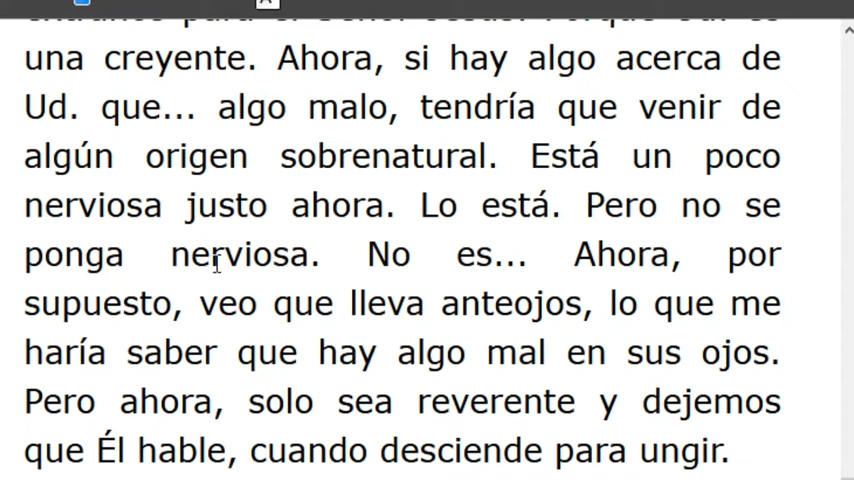 una creyente. Ahora, si hay algo acerca de
Ud. que... algo malo, tendría que venir de
algún origen sobrenatural. Está un poco
nerviosa justo ahora. Lo está. Pero no se
ponga nerviosa. No es... Ahora, por
supuesto, veo que lleva anteojos, lo que me
haría saber que hay algo mal en sus ojos.
Pero ahora, solo sea reverente y dejemos
que Él hable, cuando desciende para ungir.